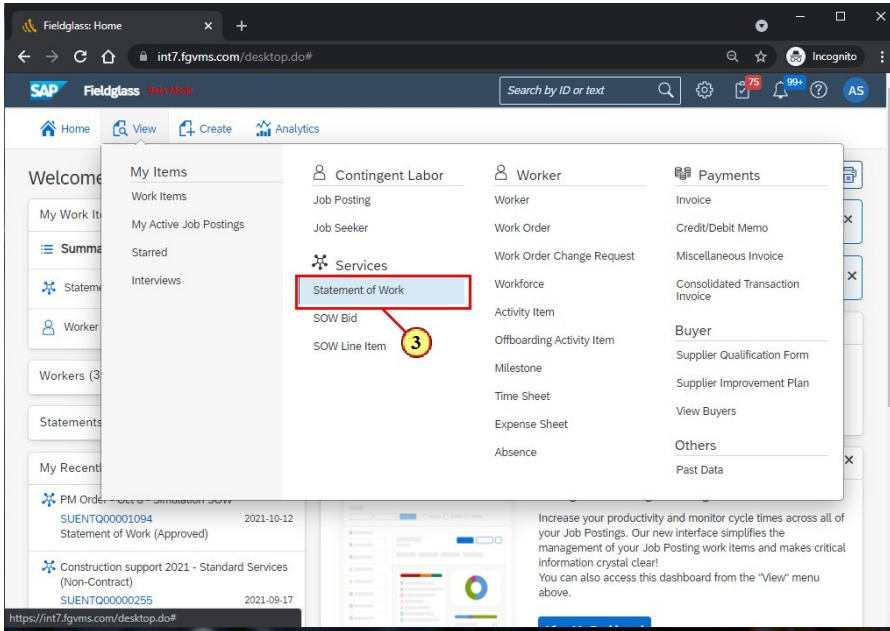 Fieldglass: Home
int7.fgvms.com/desktop.do#
Incognito
SAP Fieldglass Beta Mode
Search by ID or text
75
99+
AS
Home View Create Analytics
Welcome
My Work It
Summa
Stateme
Worker
Workers (3
Statements
My Recentl
My Items
Work Items
My Active Job Postings
Starred
Interviews
Contingent Labor
Job Posting
Job Seeker
Services
Statement of Work
SOW Bid
SOW Line Item
3
Worker
Worker
Work Order
Work Order Change Request
Workforce
Activity Item
Offboarding Activity Item
Milestone
Time Sheet
Expense Sheet
Absence
Payments
Invoice
Credit/Debit Memo
Miscellaneous Invoice
Consolidated Transaction
Invoice
Buyer
Supplier Qualification Form
Supplier Improvement Plan
View Buyers
Others
Past Data
PM Order - Oct 8 - Simulation SOW
SUENTQ00001094 2021-10-12
Statement of Work (Approved)
Construction support 2021 - Standard Services
(Non-Contract)
SUENTQ00000255 2021-09-17
Increase your productivity and monitor cycle times across all of
your Job Postings. Our new interface simplifies the
management of your Job Posting work items and makes critical
information crystal clear!
You can also access this dashboard from the "View" menu
above.
https://int7.fgvms.com/desktop.do#